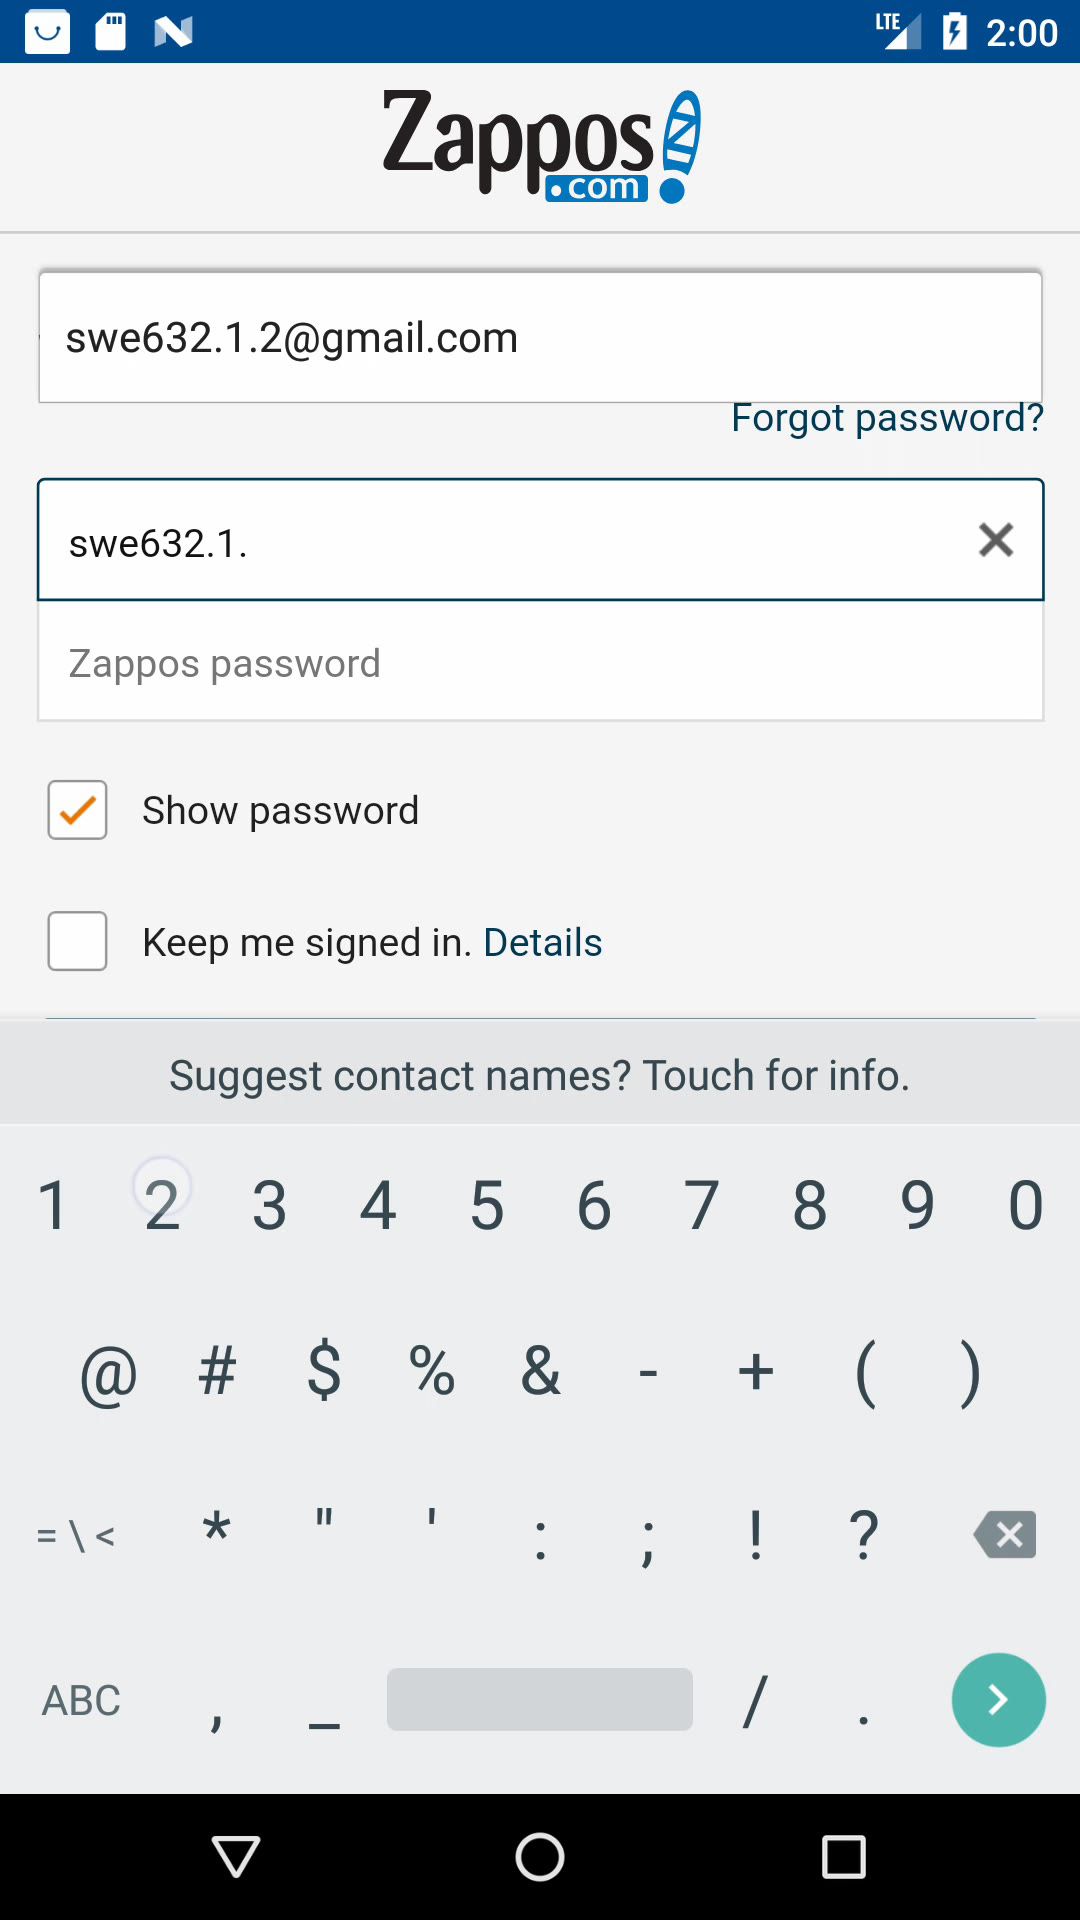 LTE 2:00
Zappos
.com
swe632.1.2@gmail.com
Forgot password?
swe632.1.
Zappos password
Show password
Keep me signed in. Details
Suggest contact names? Touch for info.
1 2 3 4 5 6 7 8 9 0
@ # $ % & - + ( )
= \ < * " ' : ; ! ?
ABC , _ / .